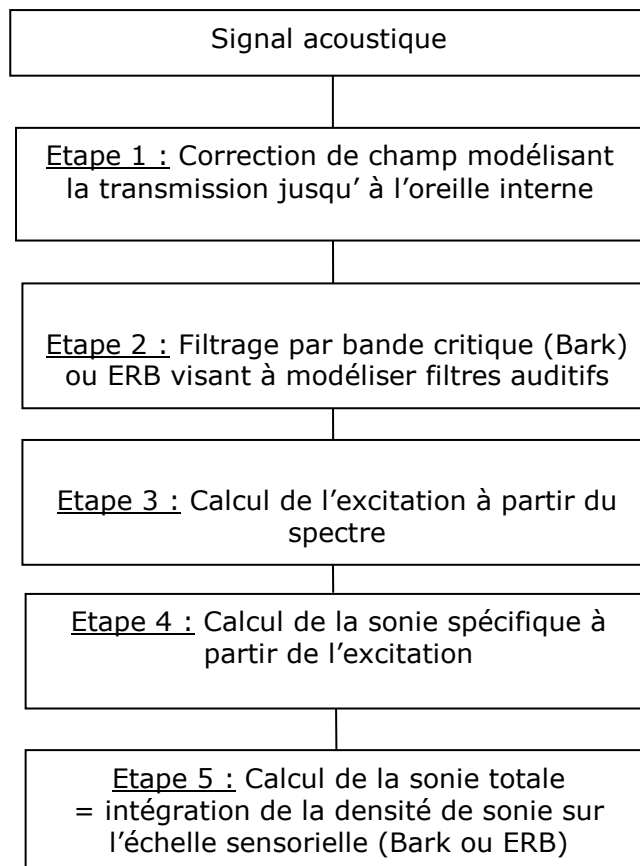 Signal acoustique
Etape 1 : Correction de champ modélisant
la transmission jusqu’ à l’oreille interne
Etape 2 : Filtrage par bande critique (Bark)
ou ERB visant à modéliser filtres auditifs
Etape 3 : Calcul de l’excitation à partir du
spectre
Etape 4 : Calcul de la sonie spécifique à
partir de l’excitation
Etape 5 : Calcul de la sonie totale
= intégration de la densité de sonie sur
l’échelle sensorielle (Bark ou ERB)